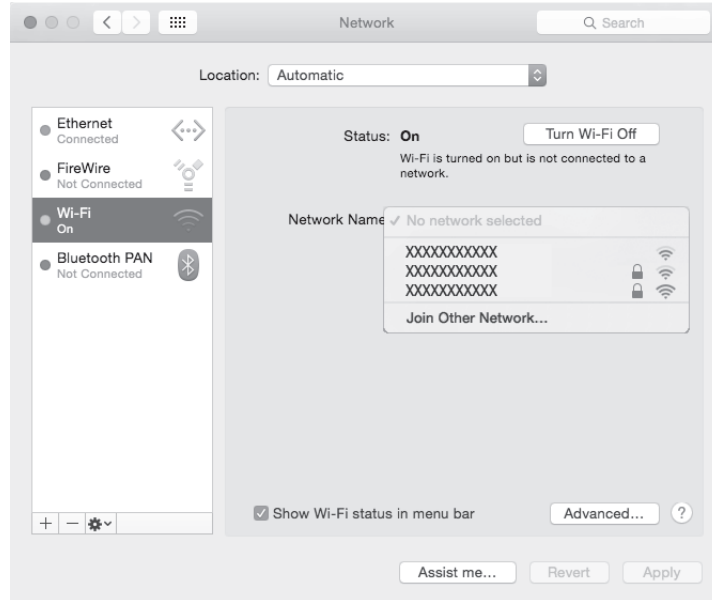 Network
Search
Location: Automatic
Ethernet
Connected
FireWire
Not Connected
Wi-Fi
On
Bluetooth PAN
Not Connected
Status: On
Turn Wi-Fi Off
Wi-Fi is turned on but is not connected to a
network.
Network Name
✓ No network selected
XXXXXXXXXXX
XXXXXXXXXXX
XXXXXXXXXXX
Join Other Network...
Show Wi-Fi status in menu bar
Advanced...
?
Assist me...
Revert
Apply